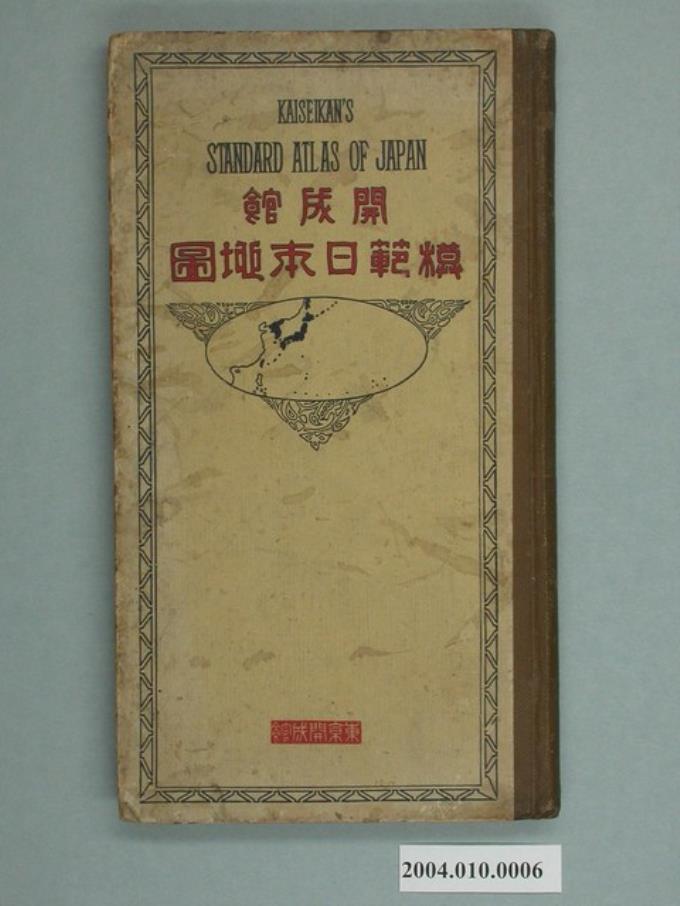 KAISEIKAN'S
STANDARD ATLAS OF JAPAN
開成館
模範日本地圖
東京開成館
2004.010.0006